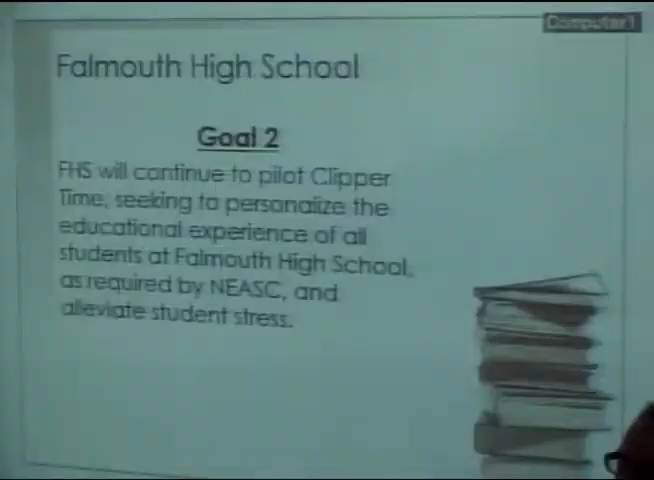 Computer1
Falmouth High School
Goal 2
FHS will continue to pilot Clipper
Time, seeking to personalize the
educational experience of all
students at Falmouth High School,
as required by NEASC, and
alleviate student stress.